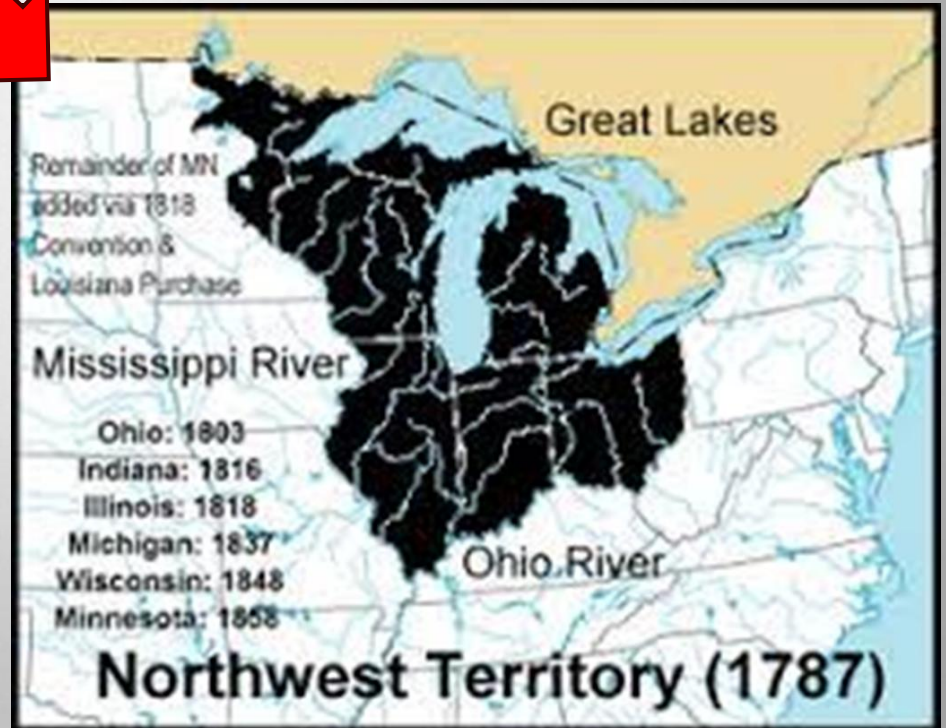 Great Lakes
Remainder of MN
added via 1818
Convention &
Louisiana Purchase
Mississippi River
Ohio: 1803
Indiana: 1816
Illinois: 1818
Michigan: 1837
Wisconsin: 1848
Minnesota: 1858
Ohio River
Northwest Territory (1787)